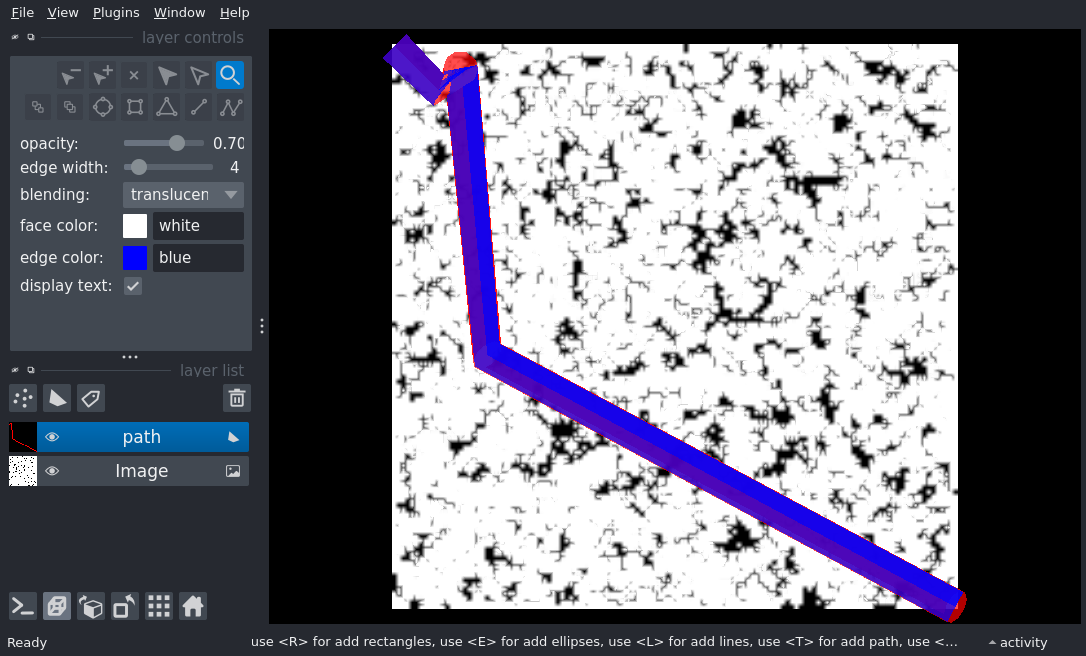 File View Plugins Window Help
layer controls
opacity: 0.70
edge width: 4
blending: translucen
face color: white
edge color: blue
display text:
layer list
path
Image
Ready use <R> for add rectangles, use <E> for add ellipses, use <L> for add lines, use <T> for add path, use <... activity